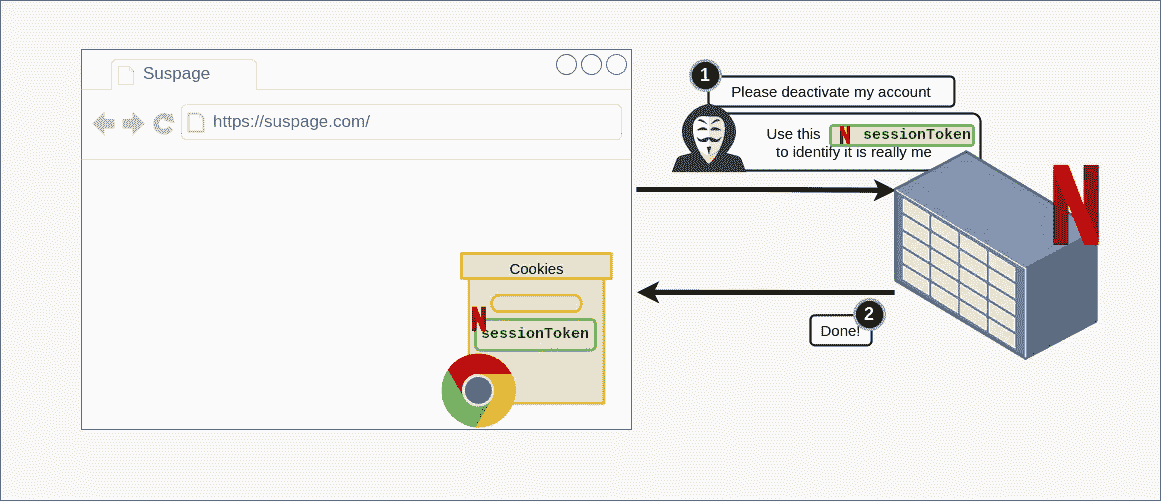 Suspage
https://suspage.com/
1
Please deactivate my account
Use this N sessionToken
to identify it is really me
N
Cookies
N
sessionToken
2
Done!